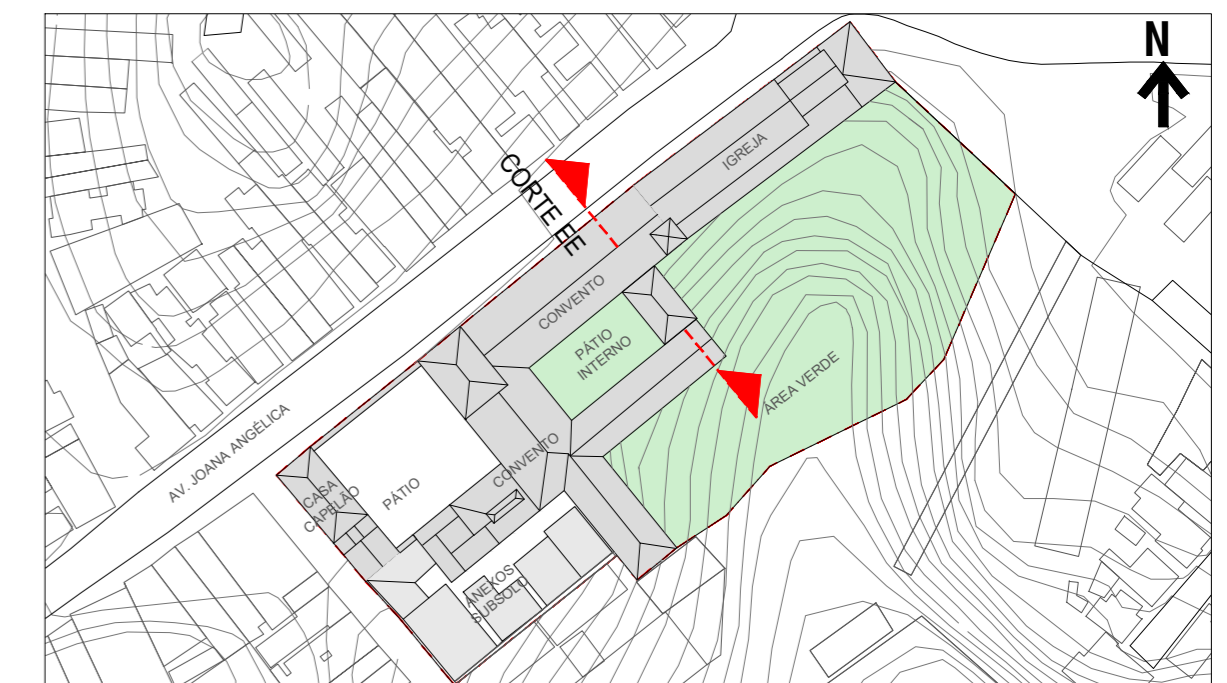 N
CORTE EE
IGREJA
CONVENTO
PÁTIO
INTERNO
ÁREA VERDE
AV. JOANA ANGÉLICA
CONVENTO
CASA
CAPELÃO
PÁTIO
ANEXOS
SUBSOLO